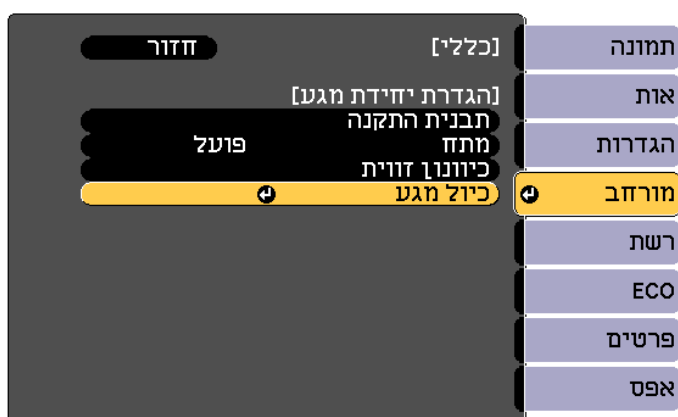 תמונה
אות
הגדרות
מורחב
רשת
ECO
פרטים
אפס
[כללי] חזור
[הגדרת יחידת מגע]
תבנית התקנה
מתח פועל
כיוונון זווית
כיול מגע